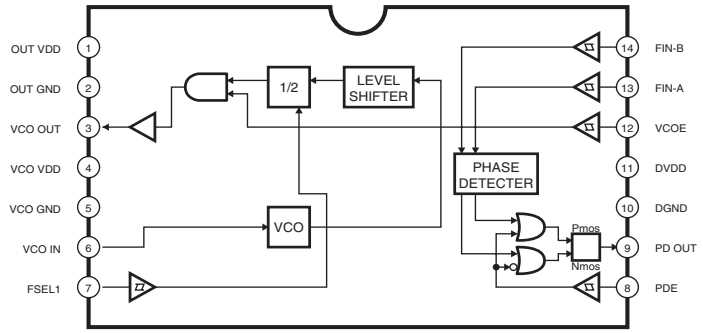 OUT VDD 1
OUT GND 2
VCO OUT 3
VCO VDD 4
VCO GND 5
VCO IN 6
FSEL1 7
1/2
LEVEL
SHIFTER
VCO
PHASE
DETECTER
Pmos
Nmos
14 FIN-B
13 FIN-A
12 VCOE
11 DVDD
10 DGND
9 PD OUT
8 PDE